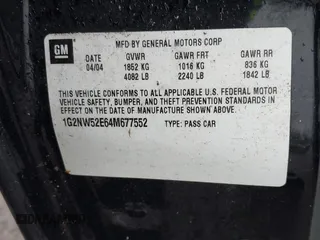 GM
MFD BY GENERAL MOTORS CORP
DATE GVWR GAWR FRT GAWR RR
04/04 1852 KG 1016 KG 836 KG
4082 LB 2240 LB 1842 LB
THIS VEHICLE CONFORMS TO ALL APPLICABLE U.S. FEDERAL MOTOR
VEHICLE SAFETY, BUMPER, AND THEFT PREVENTION STANDARDS
IN EFFECT ON THE DATE OF MANUFACTURE SHOWN ABOVE.
1G2NW52E64M677552 TYPE: PASS CAR